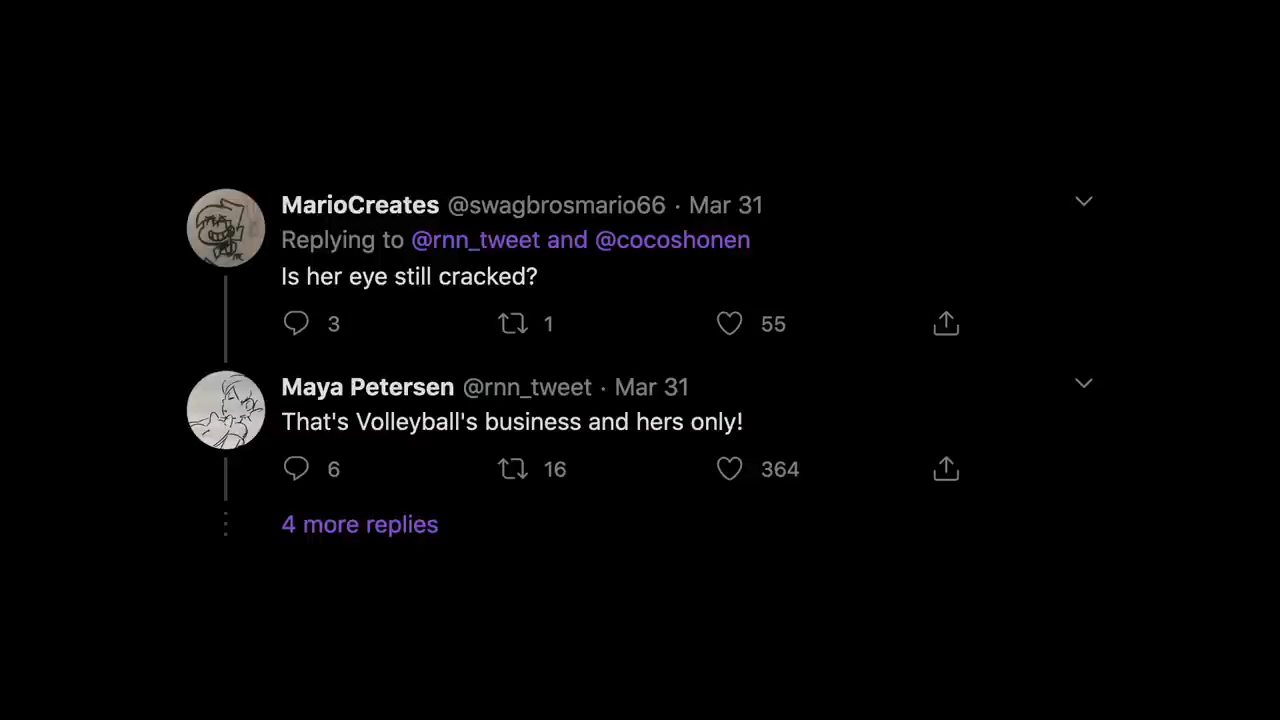 MarioCreates @swagbrosmario66 · Mar 31
Replying to @rnn_tweet and @cocoshonen
Is her eye still cracked?
3 1 55
Maya Petersen @rnn_tweet · Mar 31
That's Volleyball's business and hers only!
6 16 364
4 more replies